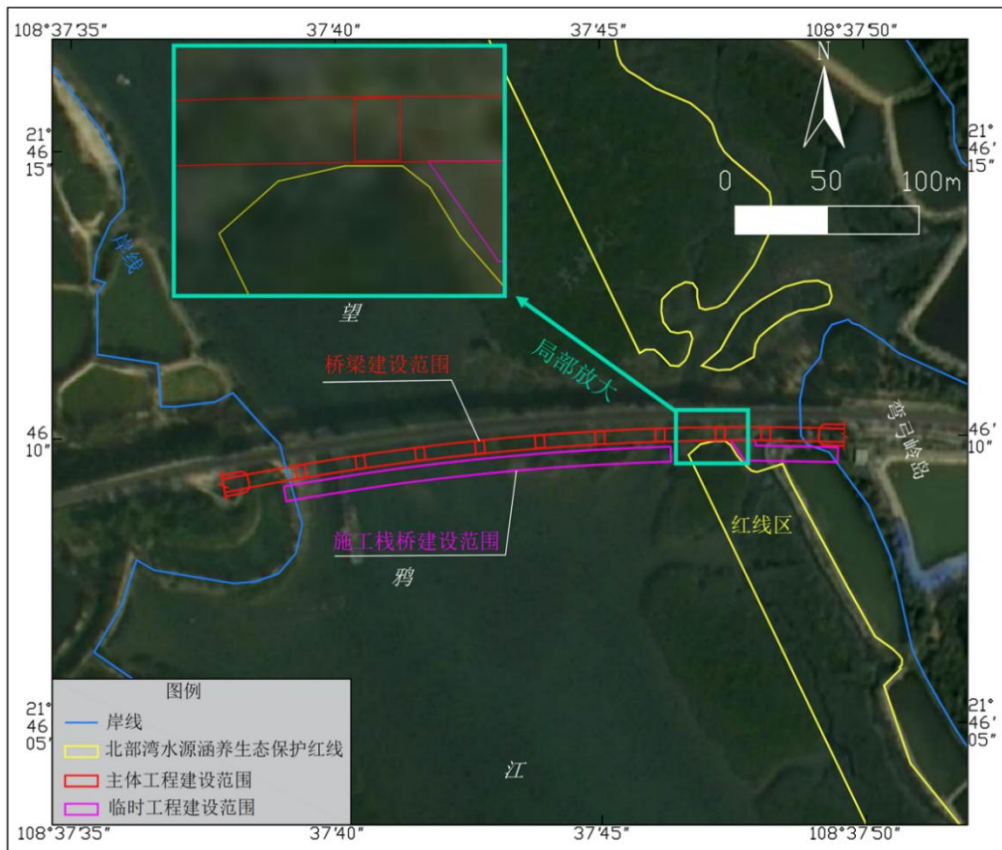 108°37′35″
37′40″
37′45″
108°37′50″
N
21°
46′
15″
21°
46′
15″
0
50
100m
岸线
望
局部放大
桥梁建设范围
46′
10″
46′
10″
弯弓岭岛
红线区
施工栈桥建设范围
鸦
江
图例
岸线
北部湾水源涵养生态保护红线
主体工程建设范围
临时工程建设范围
21°
46′
05″
21°
46′
05″
108°37′35″
37′40″
37′45″
108°37′50″